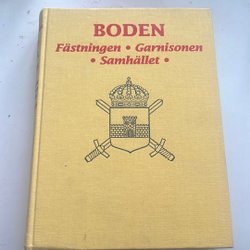 BODEN
Fästningen • Garnisonen
• Samhället •